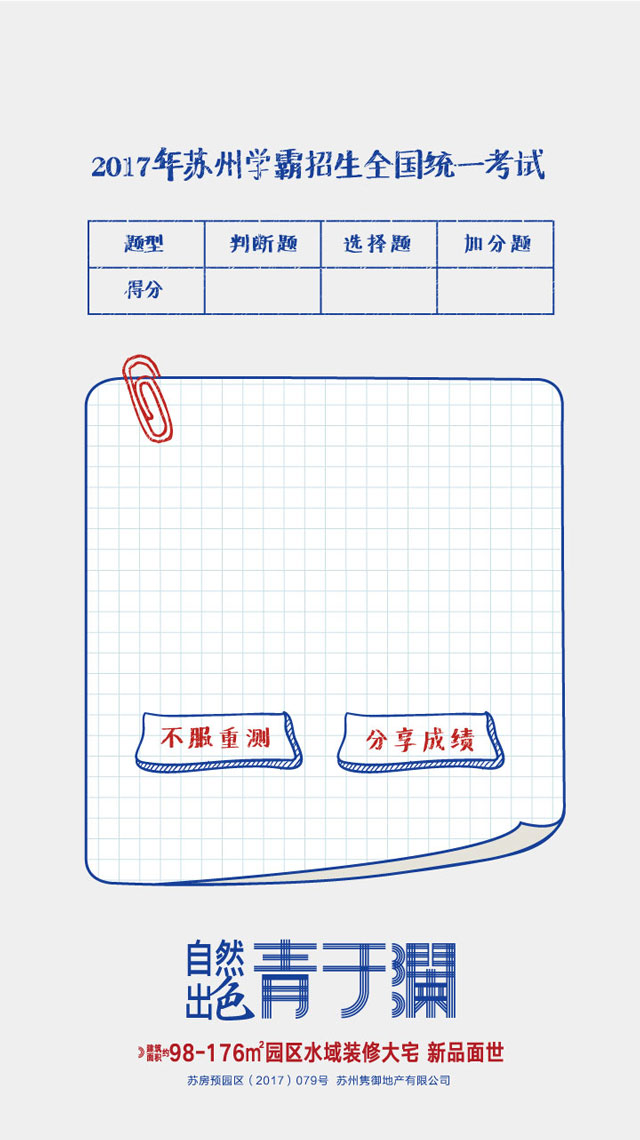 2017年苏州学霸招生全国统一考试
题型 判断题 选择题 加分题
得分
不服重测 分享成绩
自然
出色
青于澜
建筑面积约98-176㎡园区水域装修大宅 新品面世
苏房预园区（2017）079号 苏州隽御地产有限公司